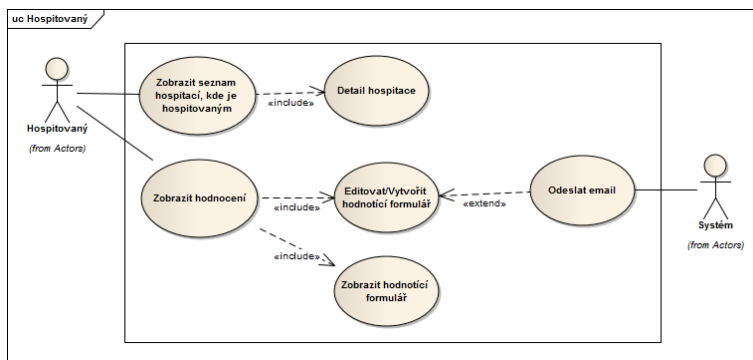 uc Hospitovaný
Hospitovaný
(from Actors)
Zobrazit seznam
hospitací, kde je
hospitovaným
«include»
Detail hospitace
Zobrazit hodnocení
«include»
Editovat/Vytvořit
hodnotící formulář
«extend»
Odeslat email
Systém
(from Actors)
«include»
Zobrazit hodnotící
formulář